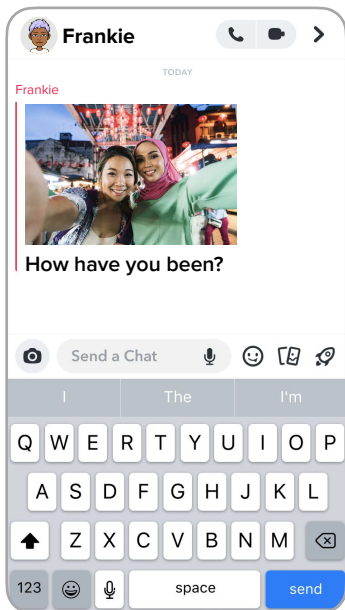 Frankie
TODAY
Frankie
How have you been?
Send a Chat
I The I'm
Q W E R T Y U I O P
A S D F G H J K L
Z X C V B N M
123 space send